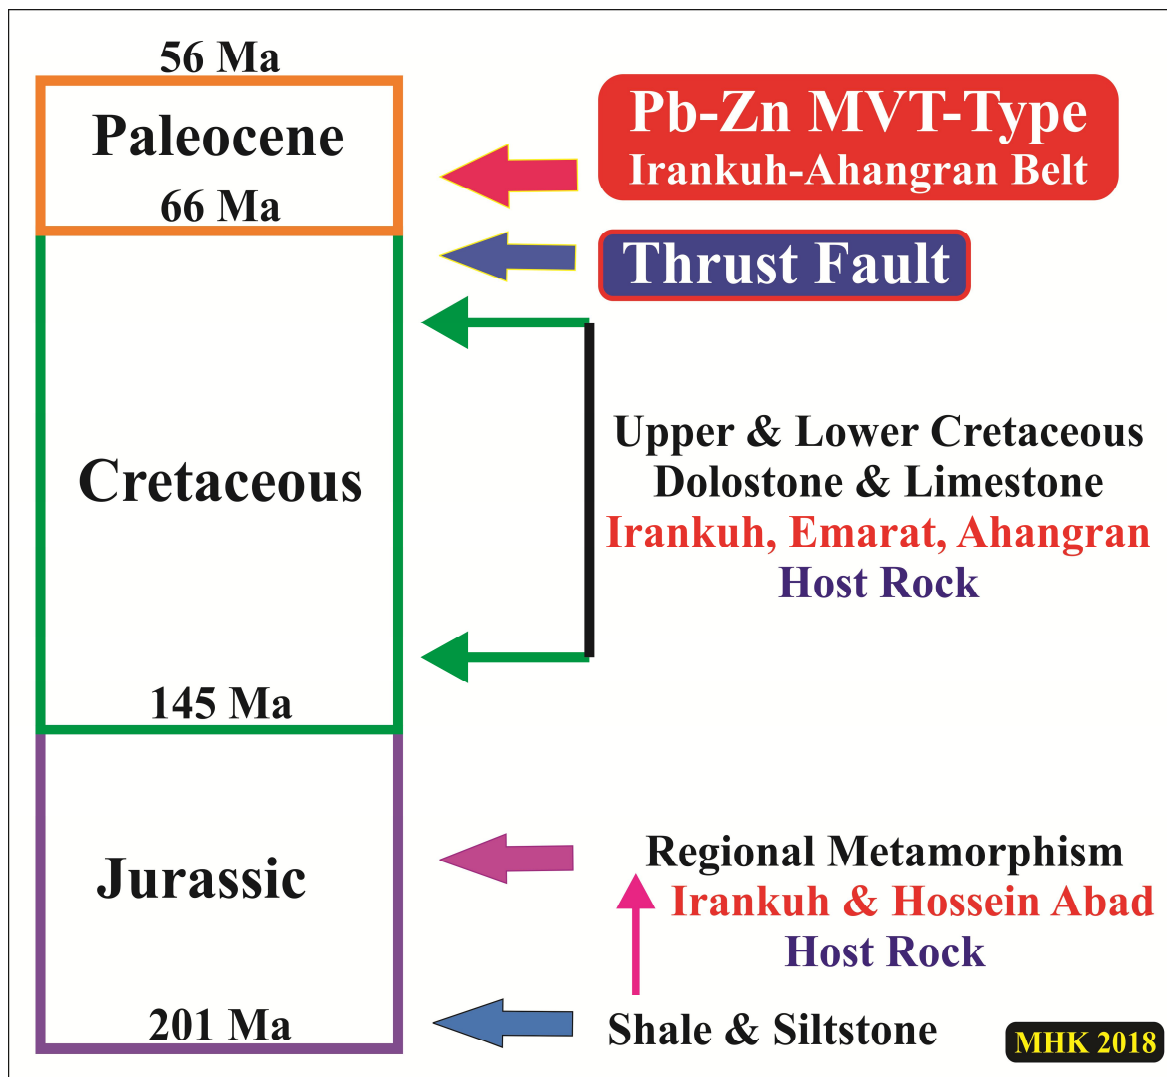 56 Ma
Paleocene
66 Ma
Pb-Zn MVT-Type
Irankuh-Ahangran Belt
Thrust Fault
Cretaceous
Upper & Lower Cretaceous
Dolostone & Limestone
Irankuh, Emarat, Ahangran
Host Rock
145 Ma
Jurassic
Regional Metamorphism
Irankuh & Hossein Abad
Host Rock
201 Ma
Shale & Siltstone
MHK 2018